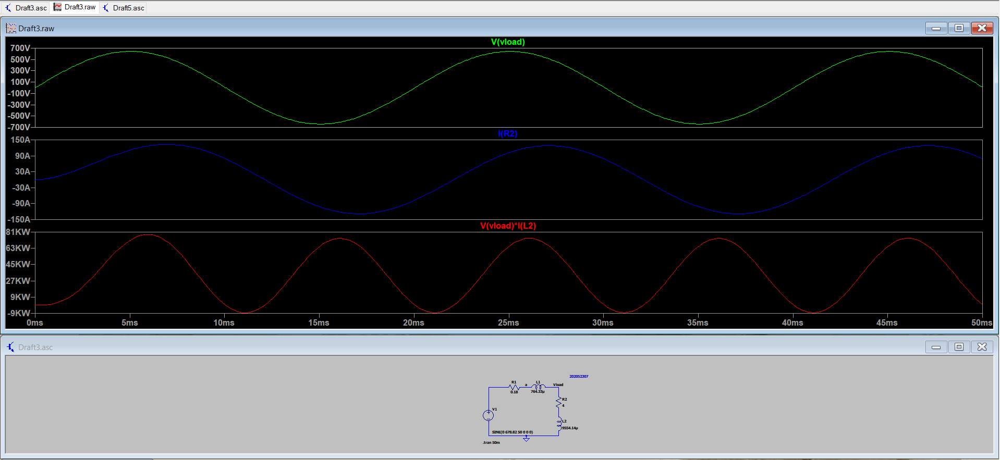 Draft3.asc Draft3.raw Draft5.asc
Draft3.raw
V(vload)
700V
500V
300V
100V
-100V
-300V
-500V
-700V
I(R2)
150A
90A
30A
-30A
-90A
-150A
V(vload)*I(L2)
81KW
63KW
45KW
27KW
9KW
-9KW
0ms 5ms 10ms 15ms 20ms 25ms 30ms 35ms 40ms 45ms 50ms
Draft3.asc
202052307
R1 a L1 Vload
0.18 764.33µ
R2
4
V1
L2
9554.14µ
SINE(0 678.82 50 0 0 0)
.tran 50m